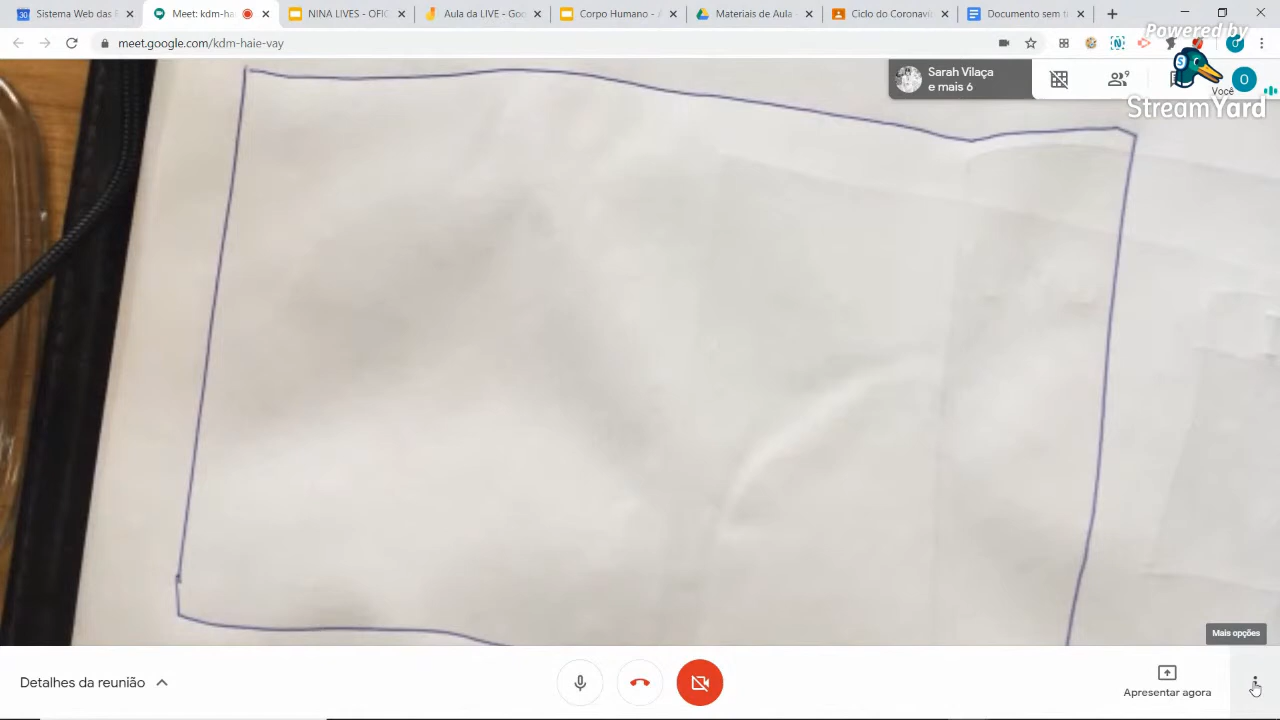 Sistema Web das E
Meet: kdm-ha
NINA LIVES - OFIC
Aula da LIVE - Goo
Corpo Humano - A
Materiais de Aula
Ciclo do Coronavír
Documento sem t
meet.google.com/kdm-haie-vay
Powered by
StreamYard
Sarah Vilaça
e mais 6
9
Você
O
Mais opções
Detalhes da reunião
Apresentar agora